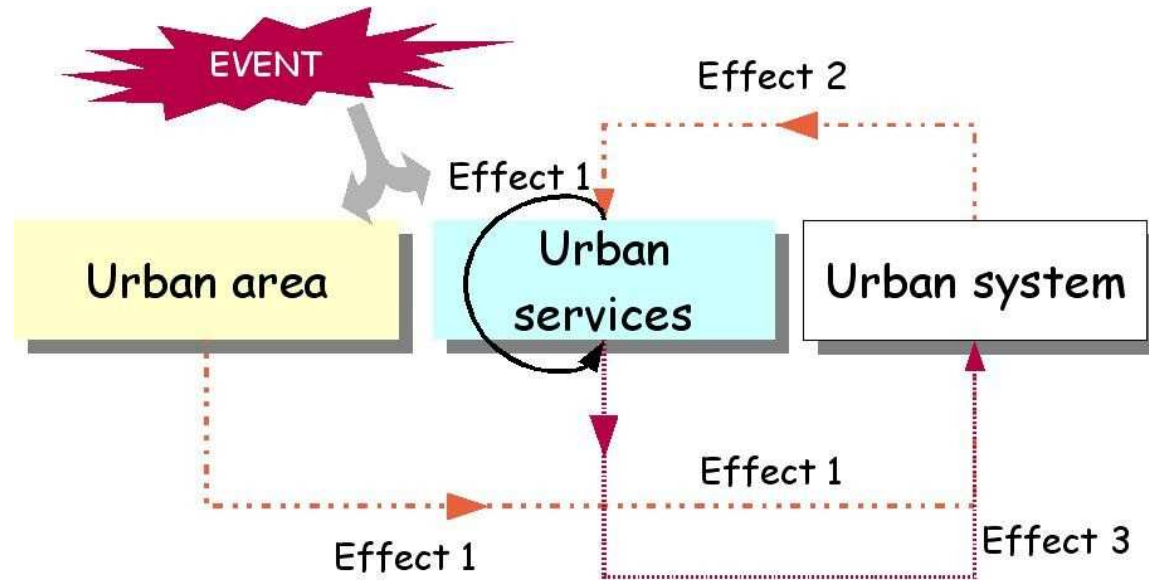 EVENT
Effect 2
Effect 1
Urban area
Urban
services
Urban system
Effect 1
Effect 1
Effect 3